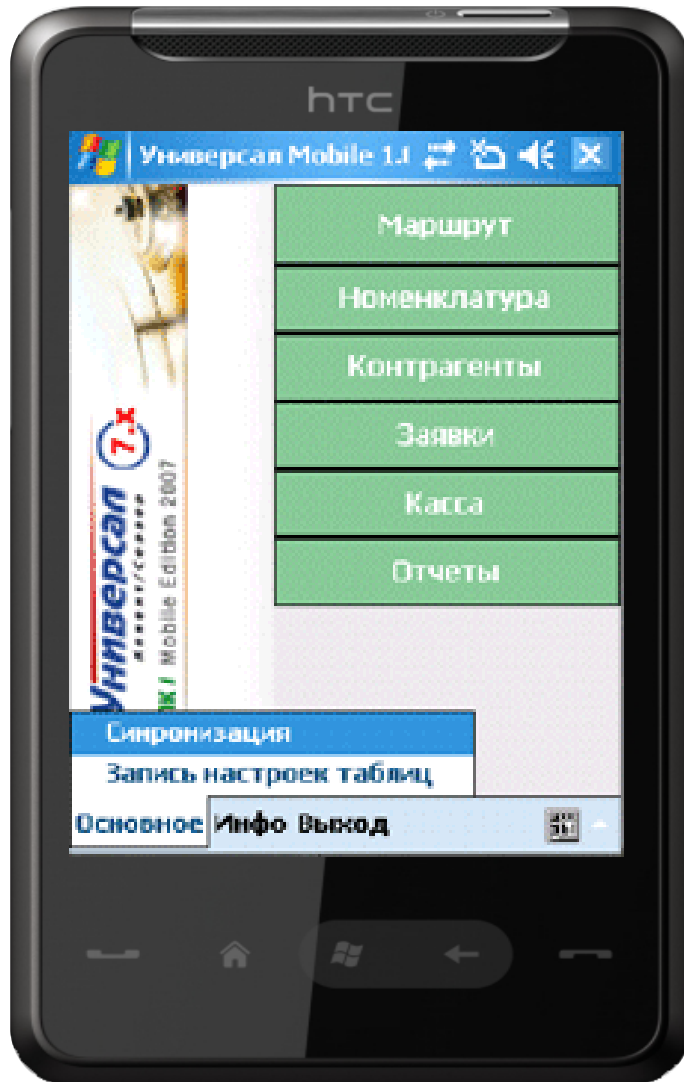 hTC
Универсал Mobile 1.
Маршрут
Номенклатура
Контрагенты
Заявки
Касса
Отчеты
Универсал 7.x
Mobile Edition 2007
Синронизация
Запись настроек таблиц
Основное Инфо Выход